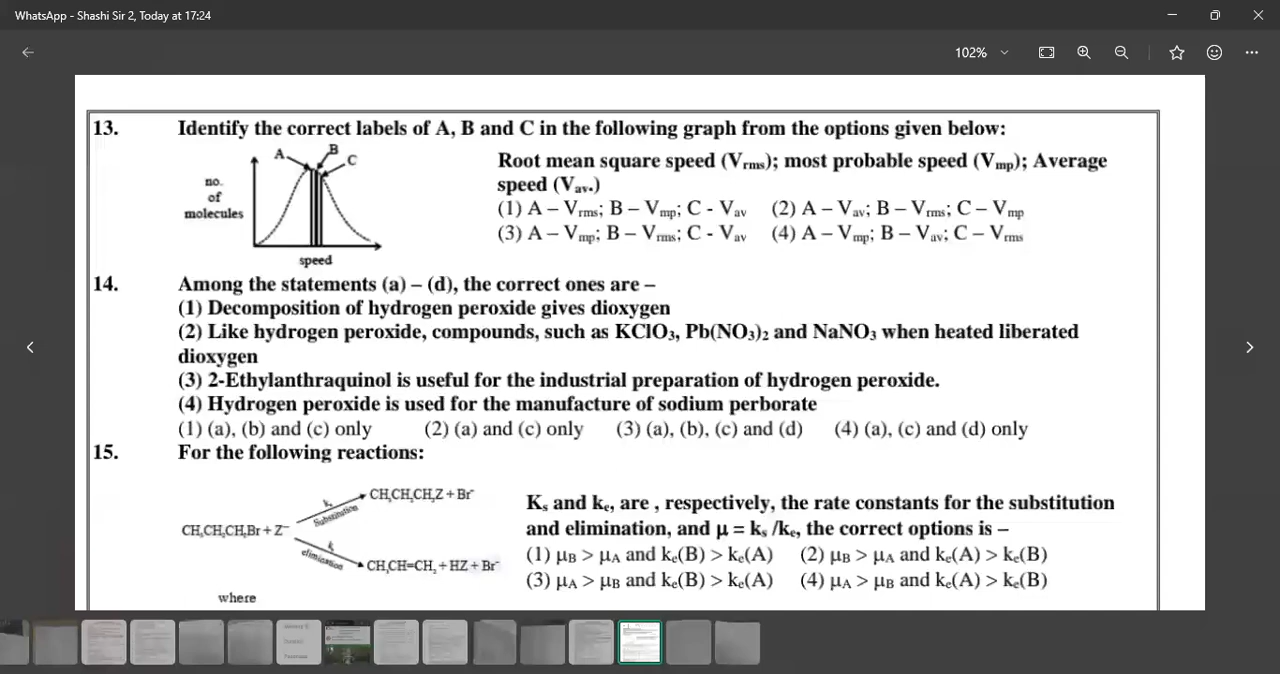 WhatsApp - Shashi Sir 2, Today at 17:24
102%
13. Identify the correct labels of A, B and C in the following graph from the options given below:
A
B
C
no.
of
molecules
speed
Root mean square speed (Vrms); most probable speed (Vmp); Average
speed (Vav.)
(1) A – Vrms; B – Vmp; C - Vav (2) A – Vav; B – Vrms; C – Vmp
(3) A – Vmp; B – Vrms; C - Vav (4) A – Vmp; B – Vav; C – Vrms
14. Among the statements (a) – (d), the correct ones are –
(1) Decomposition of hydrogen peroxide gives dioxygen
(2) Like hydrogen peroxide, compounds, such as KClO3, Pb(NO3)2 and NaNO3 when heated liberated
dioxygen
(3) 2-Ethylanthraquinol is useful for the industrial preparation of hydrogen peroxide.
(4) Hydrogen peroxide is used for the manufacture of sodium perborate
(1) (a), (b) and (c) only (2) (a) and (c) only (3) (a), (b), (c) and (d) (4) (a), (c) and (d) only
15. For the following reactions:
CH3CH2CH2Br + Z⁻
Substitution
CH3CH2CH2Z + Br⁻
elimination
CH3CH=CH2 + HZ + Br⁻
Ks and ke, are , respectively, the rate constants for the substitution
and elimination, and μ = ks /ke, the correct options is –
(1) μB > μA and ke(B) > ke(A) (2) μB > μA and ke(A) > ke(B)
(3) μA > μB and ke(B) > ke(A) (4) μA > μB and ke(A) > ke(B)
where